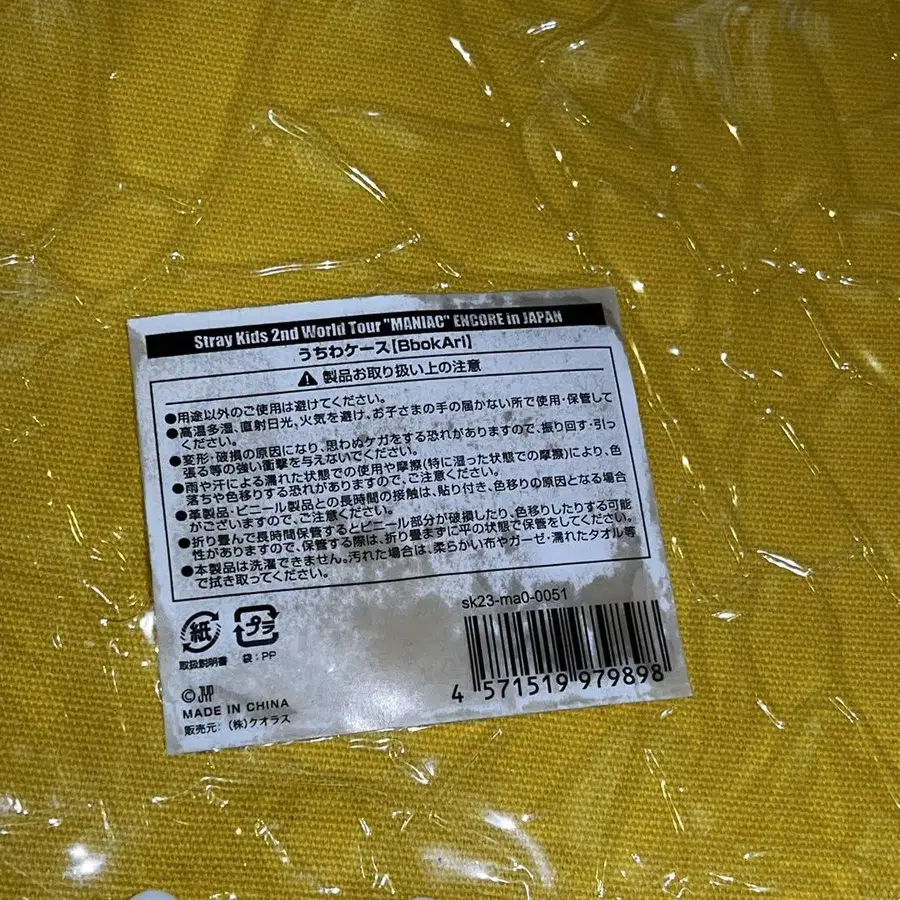 Stray Kids 2nd World Tour "MANIAC" ENCORE in JAPAN
うちわケース[BbokAri]
製品お取り扱い上の注意
●用途以外のご使用は避けてください。
●高温多湿、直射日光、火気を避け、お子さまの手の届かない所で使用・保管して
ください。
●変形・破損の原因になり、思わぬケガをする恐れがありますので、振り回す・引っ
張る等の強い衝撃を与えないでください。
●雨や汗による濡れた状態での使用や摩擦(特に湿った状態での摩擦)により、色
落ちや色移りする恐れがありますので、ご注意ください。
●革製品・ビニール製品との長時間の接触は、貼り付き、色移りの原因となる場合
がございますので、ご注意ください。
●折り畳んで長時間保管するとビニール部分が破損したり、色移りしたりする可能
性がありますので、保管する際は、折り畳まずに平の状態で保管をしてください。
●本製品は洗濯できません。汚れた場合は、柔らかい布やガーゼ・濡れたタオル等
で拭き取ってください。
紙 プラ
取扱説明書 袋:PP
sk23-ma0-0051
4 571519 979898
© JYP
MADE IN CHINA
販売元:(株)クオラス